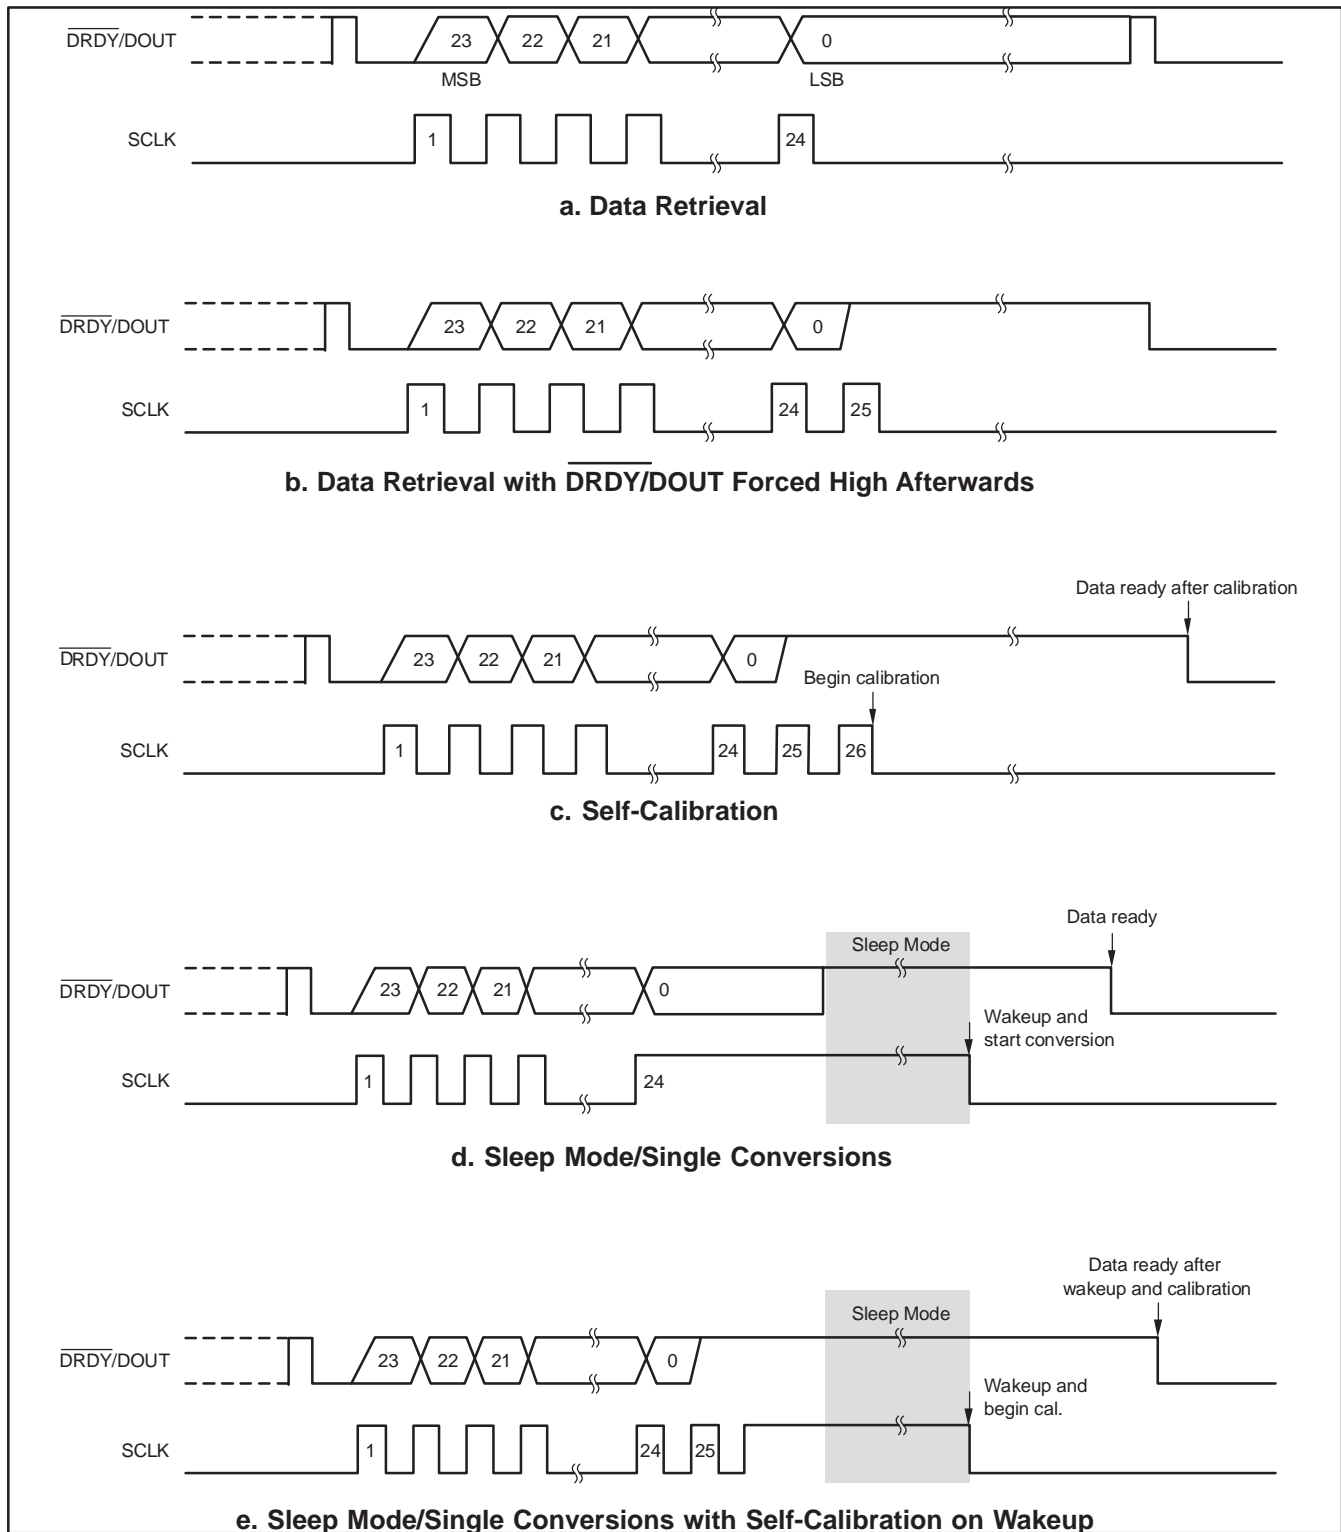 DRDY/DOUT 23 22 21 0
MSB LSB
SCLK 1 24
a. Data Retrieval
DRDY/DOUT 23 22 21 0
SCLK 1 24 25
b. Data Retrieval with DRDY/DOUT Forced High Afterwards
Data ready after calibration
DRDY/DOUT 23 22 21 0
Begin calibration
SCLK 1 24 25 26
c. Self-Calibration
Data ready
Sleep Mode
DRDY/DOUT 23 22 21 0
Wakeup and
start conversion
SCLK 1 24
d. Sleep Mode/Single Conversions
Data ready after
wakeup and calibration
Sleep Mode
DRDY/DOUT 23 22 21 0
Wakeup and
begin cal.
SCLK 1 24 25
e. Sleep Mode/Single Conversions with Self-Calibration on Wakeup